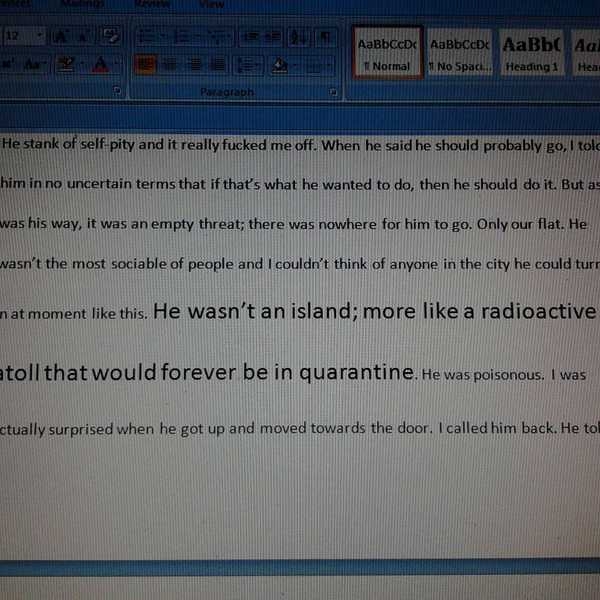 Mailings Review View
12
Aa
A
Paragraph
AaBbCcDc AaBbCcDc AaBbC
¶ Normal ¶ No Spaci... Heading 1
He stank of self-pity and it really fucked me off. When he said he should probably go, I
him in no uncertain terms that if that's what he wanted to do, then he should do it. But as
was his way, it was an empty threat; there was nowhere for him to go. Only our flat. He
wasn't the most sociable of people and I couldn't think of anyone in the city he could turn
at moment like this. He wasn't an island; more like a radioactive
atoll that would forever be in quarantine. He was poisonous. I was
ctually surprised when he got up and moved towards the door. I called him back. He